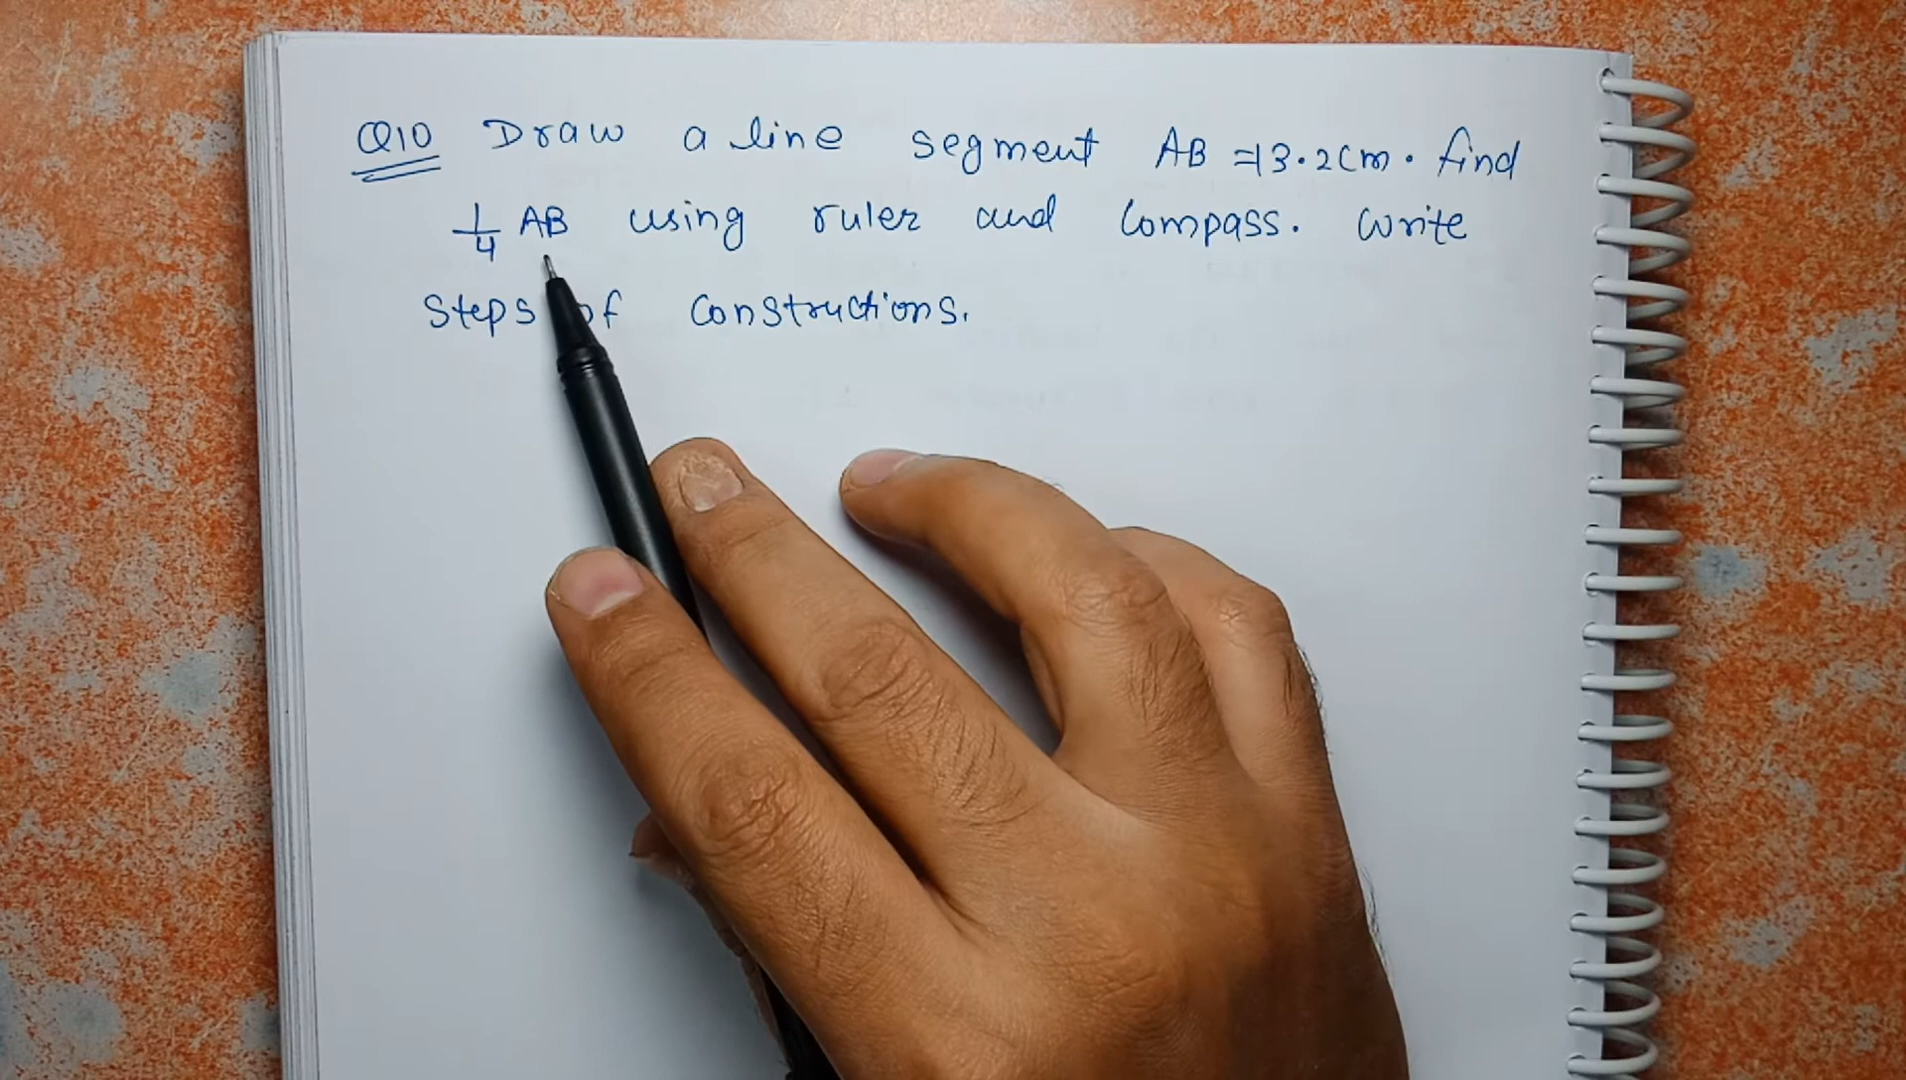 Q10 Draw a line segment AB = 13.2cm. find
1/4 AB using ruler and compass. Write
steps of constructions.